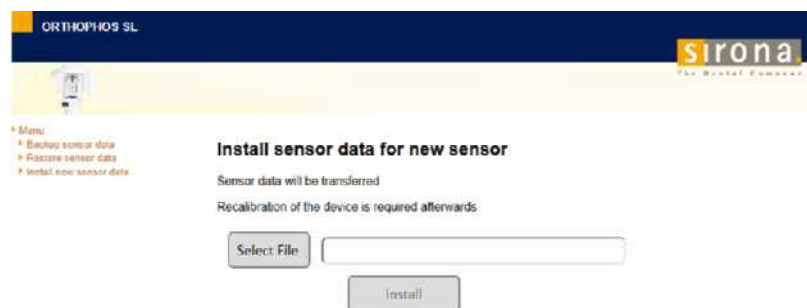 ORTHOPHOS SL
sirona.
The Dental Company
Menu
Backup sensor data
Restore sensor data
Install new sensor data
Install sensor data for new sensor
Sensor data will be transferred
Recalibration of the device is required afterwards
Select File
Install